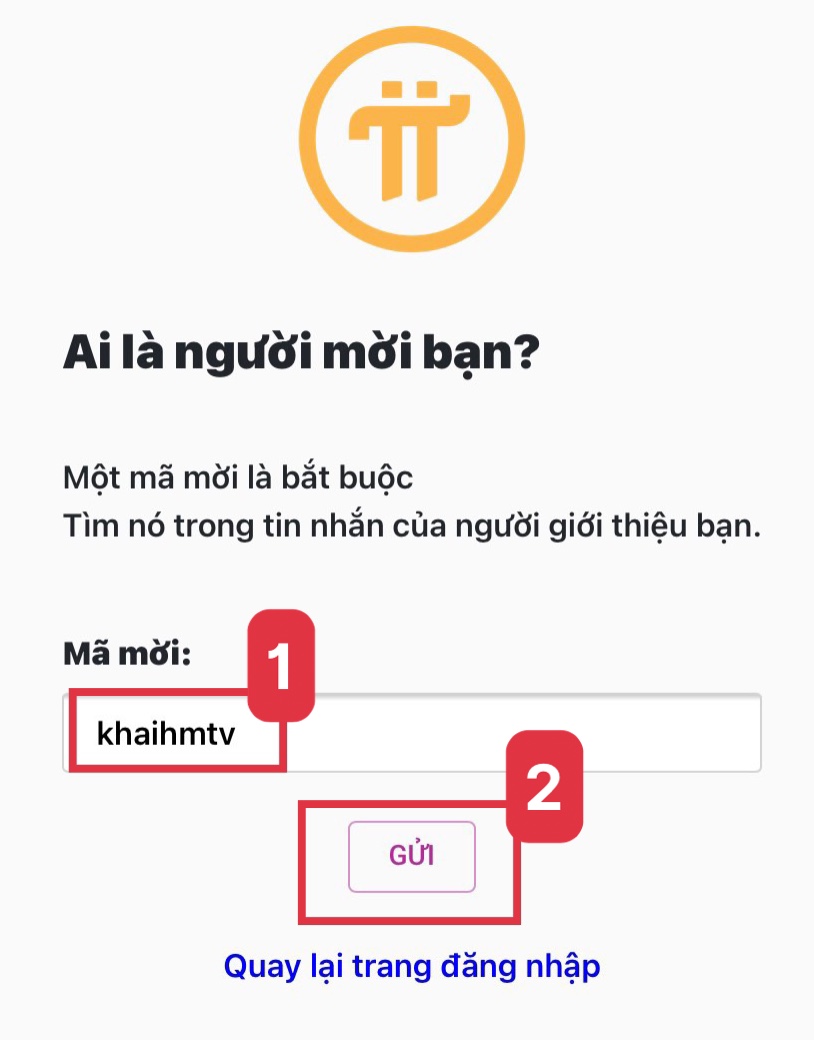 Ai là người mời bạn?
Một mã mời là bắt buộc
Tìm nó trong tin nhắn của người giới thiệu bạn.
Mã mời:
1
khaihmtv
2
GỬI
Quay lại trang đăng nhập